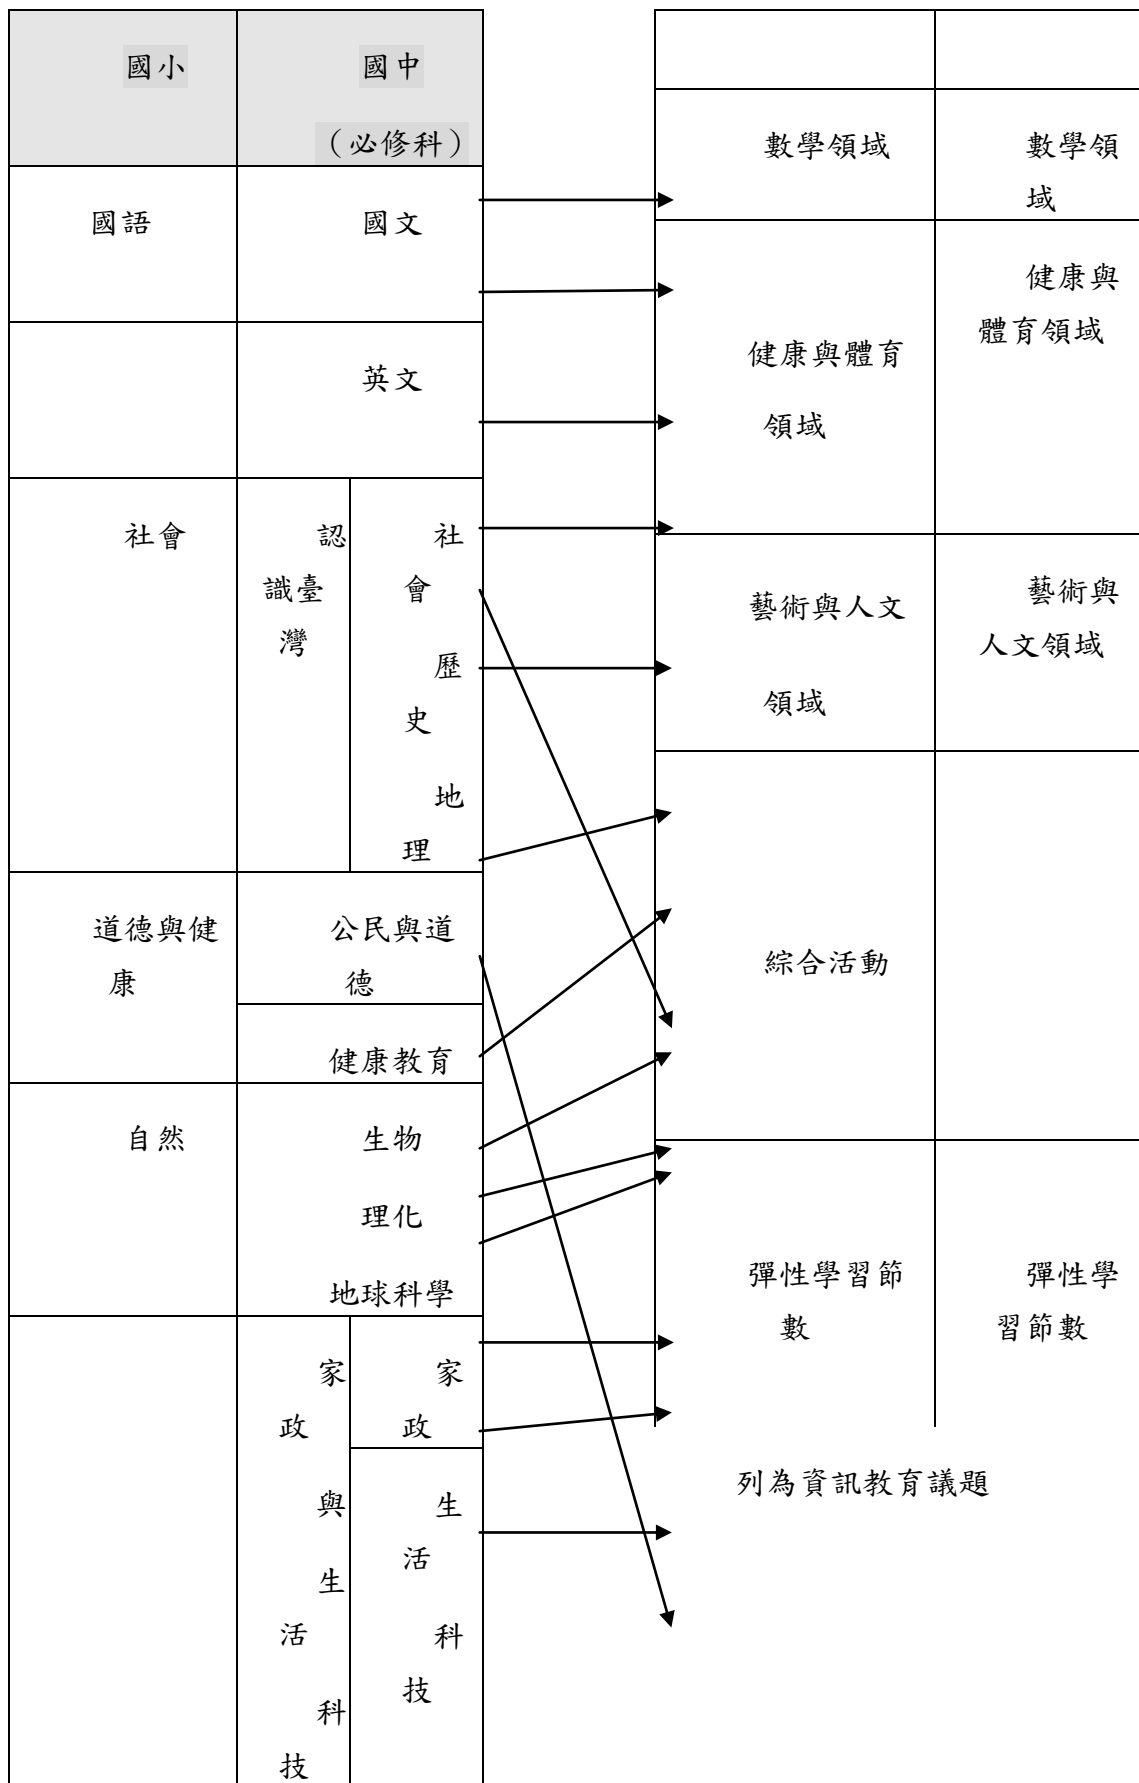 國小
國中
（必修科）
國語
國文
英文
社會
認
識臺
灣
社
會
歷
史
地
理
道德與健
康
公民與道
德
健康教育
自然
生物
理化
地球科學
家
政
與
生
活
科
技
家
政
生
活
科
技
數學領域
數學領
域
健康與體育
領域
健康與
體育領域
藝術與人文
領域
藝術與
人文領域
綜合活動
彈性學習節
數
彈性學
習節數
列為資訊教育議題